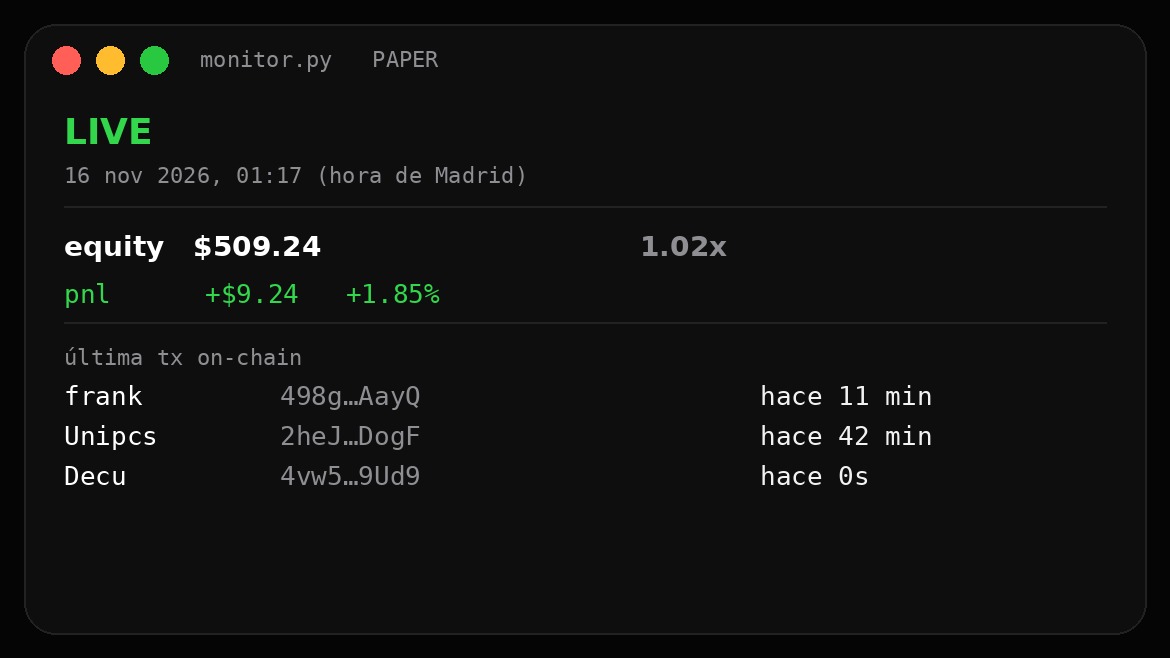 monitor.py PAPER
LIVE
16 nov 2026, 01:17 (hora de Madrid)
equity $509.24 1.02x
pnl +$9.24 +1.85%
última tx on-chain
frank 498g…AayQ hace 11 min
Unipcs 2heJ…DogF hace 42 min
Decu 4vw5…9Ud9 hace 0s